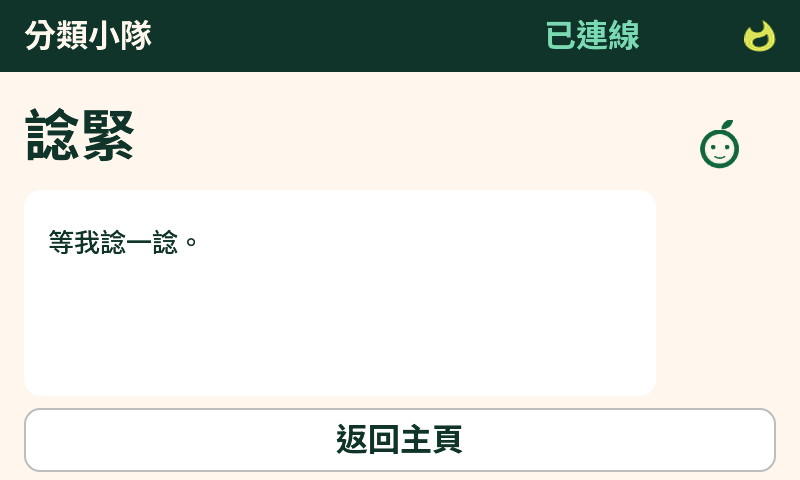 分類小隊
已連線
諗緊
等我諗一諗。
返回主頁